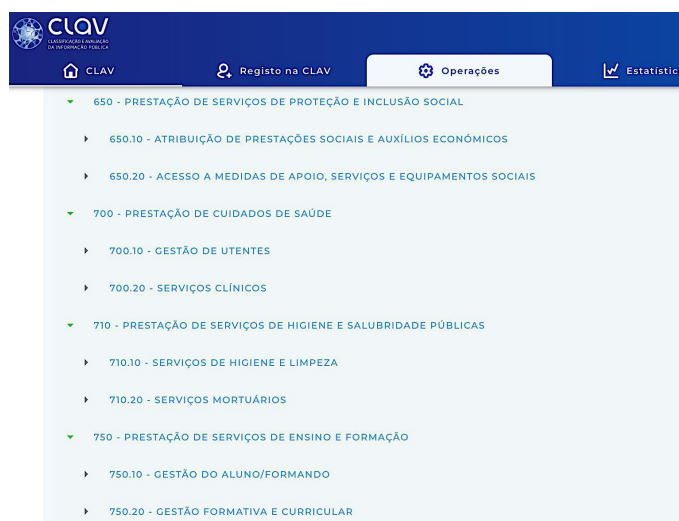 CLAV
CLASSIFICAÇÃO E AVALIAÇÃO
DA INFORMAÇÃO PÚBLICA
CLAV
Registo na CLAV
Operações
Estatístic
650 - PRESTAÇÃO DE SERVIÇOS DE PROTEÇÃO E INCLUSÃO SOCIAL
650.10 - ATRIBUIÇÃO DE PRESTAÇÕES SOCIAIS E AUXÍLIOS ECONÓMICOS
650.20 - ACESSO A MEDIDAS DE APOIO, SERVIÇOS E EQUIPAMENTOS SOCIAIS
700 - PRESTAÇÃO DE CUIDADOS DE SAÚDE
700.10 - GESTÃO DE UTENTES
700.20 - SERVIÇOS CLÍNICOS
710 - PRESTAÇÃO DE SERVIÇOS DE HIGIENE E SALUBRIDADE PÚBLICAS
710.10 - SERVIÇOS DE HIGIENE E LIMPEZA
710.20 - SERVIÇOS MORTUÁRIOS
750 - PRESTAÇÃO DE SERVIÇOS DE ENSINO E FORMAÇÃO
750.10 - GESTÃO DO ALUNO/FORMANDO
750.20 - GESTÃO FORMATIVA E CURRICULAR